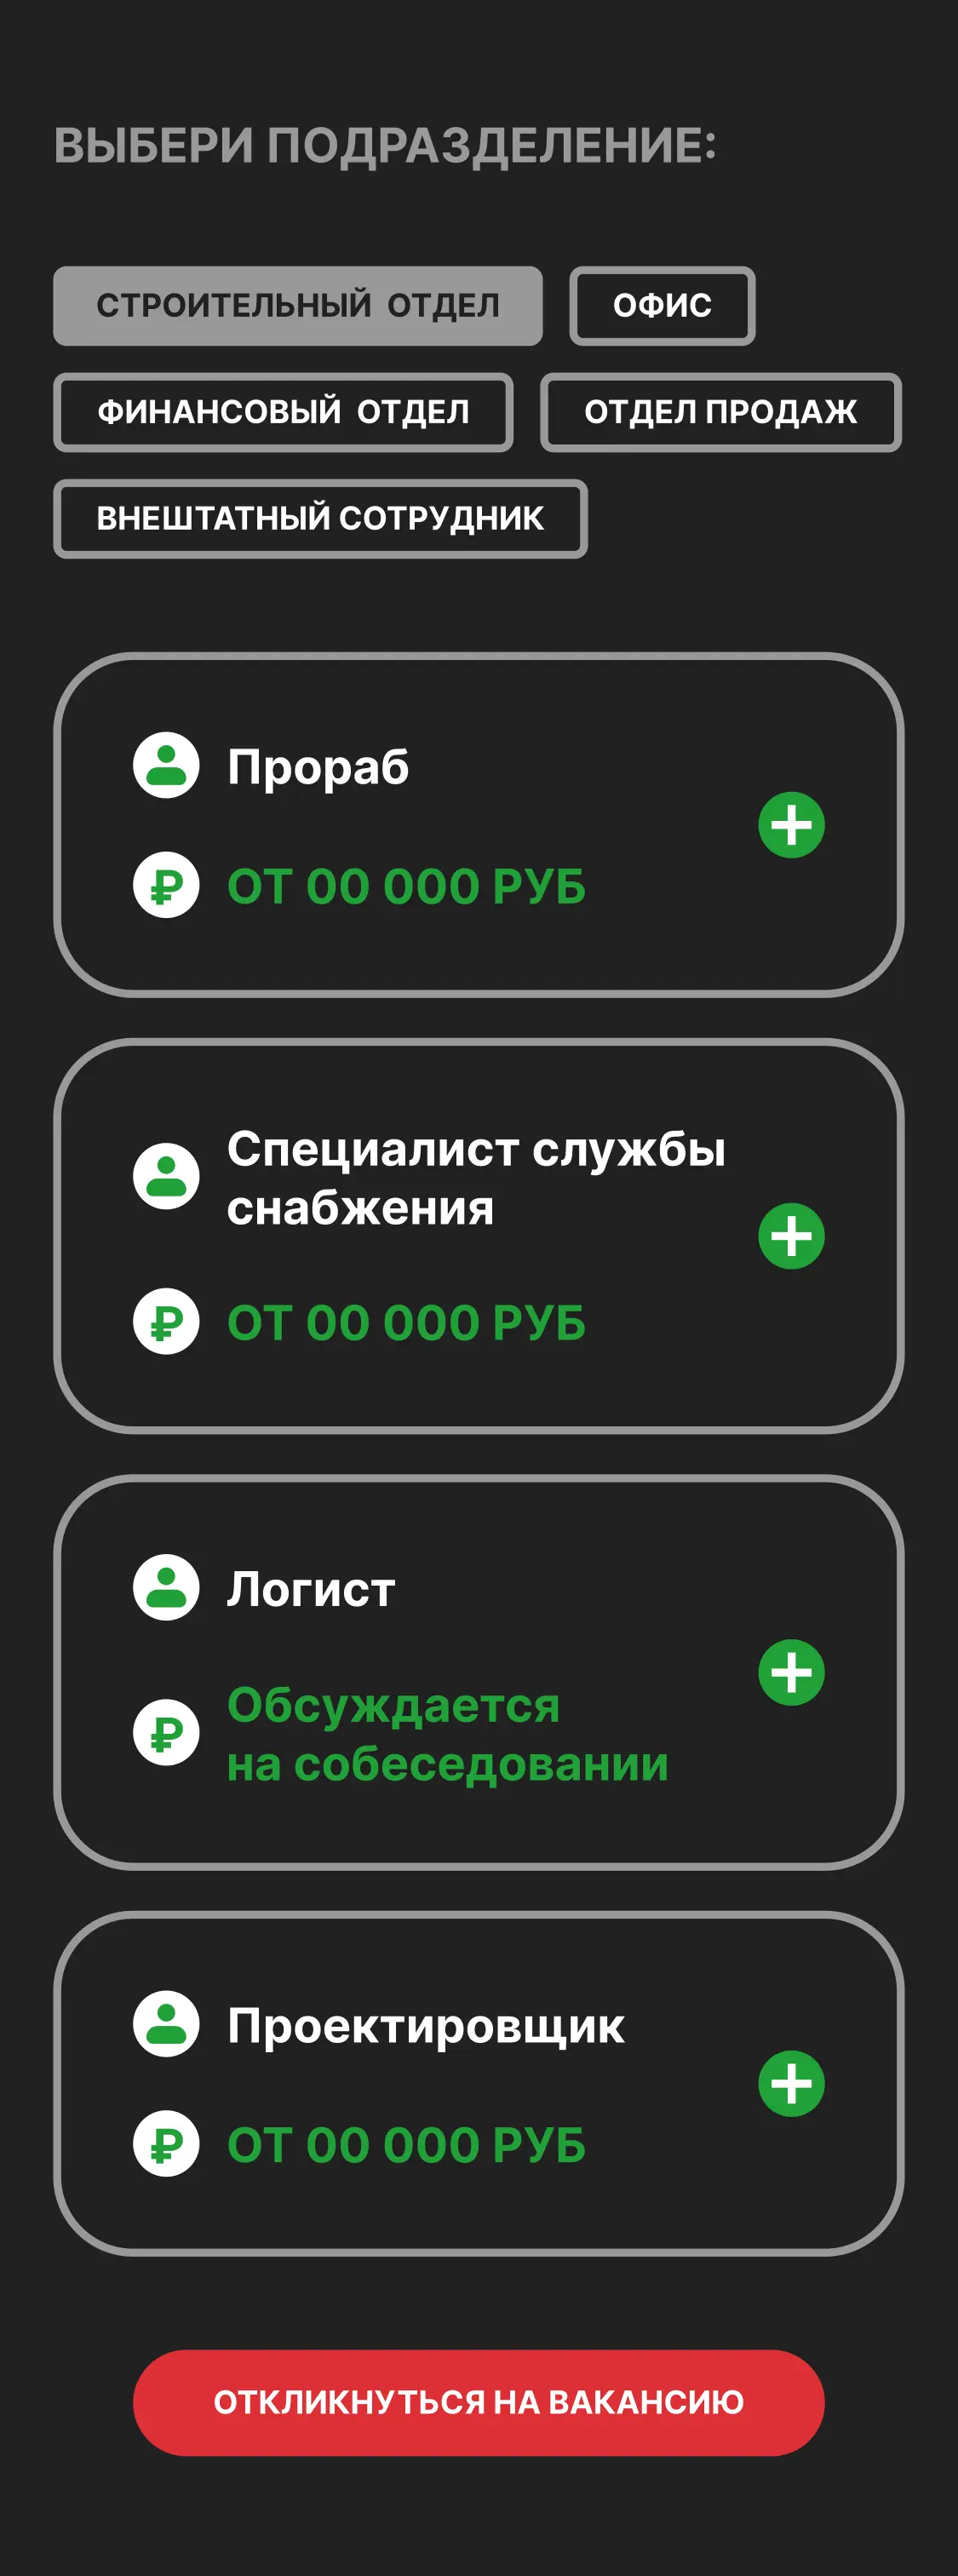 ВЫБЕРИ ПОДРАЗДЕЛЕНИЕ:
СТРОИТЕЛЬНЫЙ ОТДЕЛ
ОФИС
ФИНАНСОВЫЙ ОТДЕЛ
ОТДЕЛ ПРОДАЖ
ВНЕШТАТНЫЙ СОТРУДНИК
Прораб
₽ ОТ 00 000 РУБ
Специалист службы
снабжения
₽ ОТ 00 000 РУБ
Логист
₽ Обсуждается
на собеседовании
Проектировщик
₽ ОТ 00 000 РУБ
ОТКЛИКНУТЬСЯ НА ВАКАНСИЮ